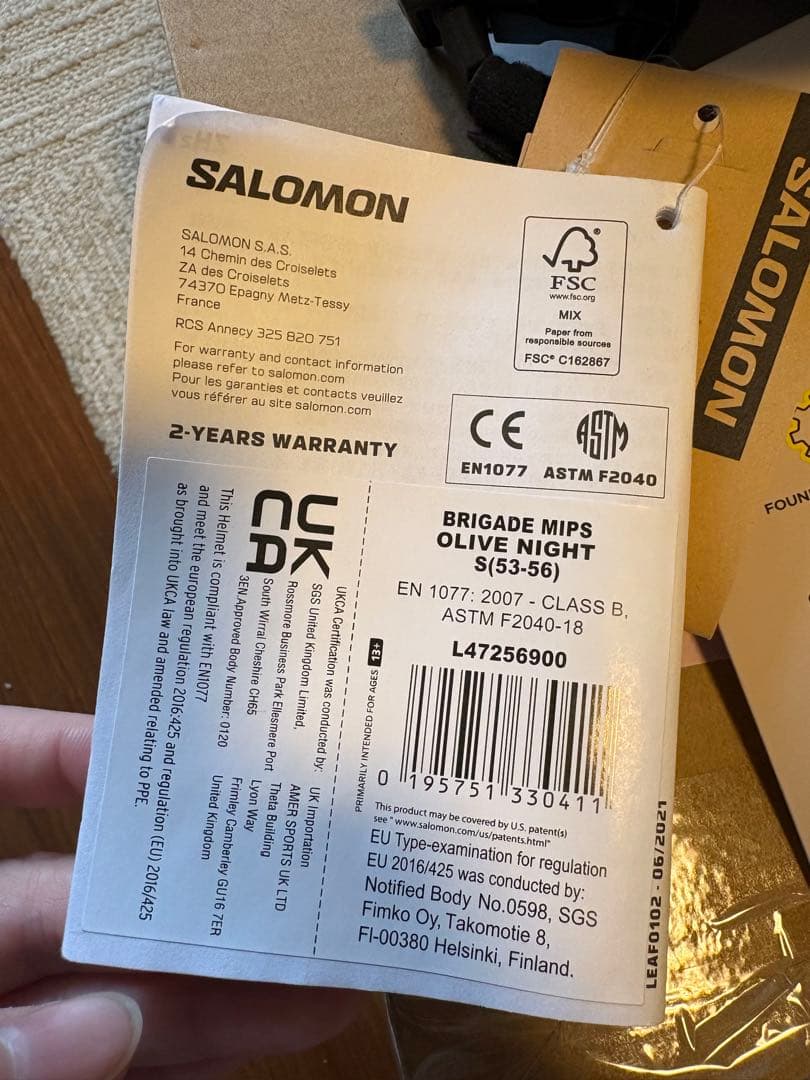 SALOMON
SALOMON S.A.S.
14 Chemin des Croiselets
ZA des Croiselets
74370 Epagny Metz-Tessy
France
RCS Annecy 325 820 751
For warranty and contact information
please refer to salomon.com
Pour les garanties et contacts veuillez
vous référer au site salomon.com
2-YEARS WARRANTY
FSC®
www.fsc.org
MIX
Paper from
responsible sources
FSC® C162867
CE
EN1077
ASTM
ASTM F2040
BRIGADE MIPS
OLIVE NIGHT
S(53-56)
EN 1077: 2007 - CLASS B,
ASTM F2040-18
L47256900
0 195751 330411
This product may be covered by U.S. patent(s)
see "www.salomon.com/us/patents.html"
EU Type-examination for regulation
EU 2016/425 was conducted by:
Notified Body No.0598, SGS
Fimko Oy, Takomotie 8,
FI-00380 Helsinki, Finland.
PRIMARILY INTENDED FOR AGES 13+
UK
CA
UKCA Certification was conducted by:
SGS United Kingdom Limited,
Rossmore Business Park Ellesmere Port
South Wirral Cheshire CH65
3EN Approved Body Number: 0120
UK Importation
AMER SPORTS UK LTD
Theta Building
Lyon Way
Frimley Camberley GU16 7ER
United Kingdom
This Helmet is compliant with EN1077
and meet the european regulation 2016:425 and regulation (EU) 2016/425
as brought into UKCA law and amended relating to PPE.
LEAF0102 - 06/2021
SALOMON